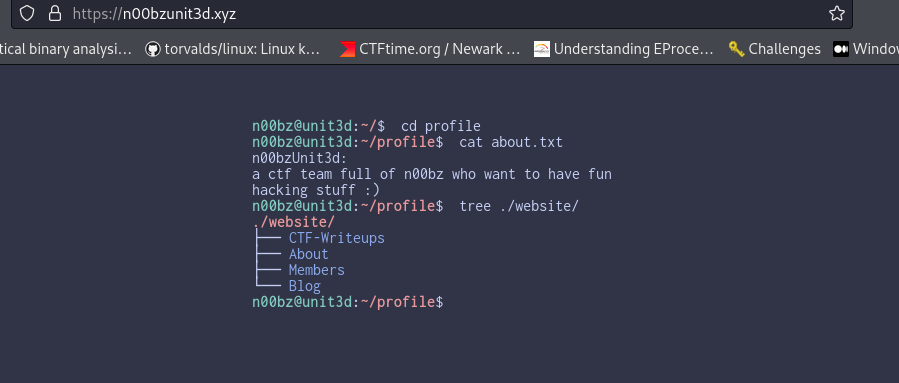 https://n00bzunit3d.xyz
tical binary analysi… torvalds/linux: Linux k… CTFtime.org / Newark … Understanding EProce… Challenges Window
n00bz@unit3d:~/$ cd profile
n00bz@unit3d:~/profile$ cat about.txt
n00bzUnit3d:
a ctf team full of n00bz who want to have fun
hacking stuff :)
n00bz@unit3d:~/profile$ tree ./website/
./website/
├── CTF-Writeups
├── About
├── Members
└── Blog
n00bz@unit3d:~/profile$